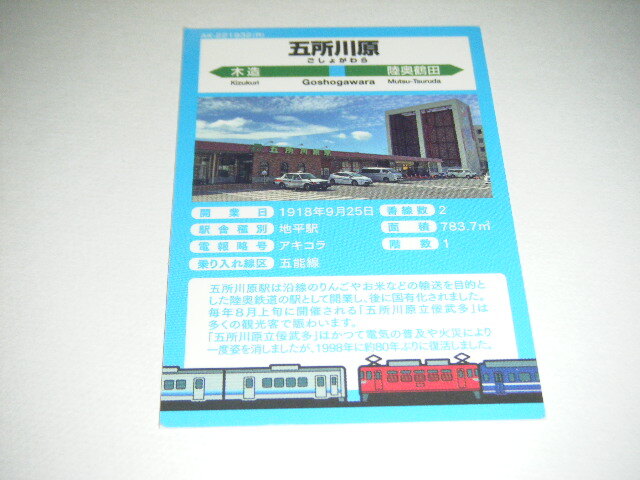 五所川原
ごしょがわら
木造 陸奥鶴田
Kizukuri Goshogawara Mutsu-Tsuruda
五所川原駅
開業日 1918年9月25日 番線数 2
駅舎種別 地平駅 面積 783.7㎡
電報略号 アキコラ 階数 1
乗り入れ線区 五能線
五所川原駅は沿線のりんごやお米などの輸送を目的
とした陸奥鉄道の駅として開業し、後に国有化されました。
毎年8月上旬に開催される「五所川原立佞武多」は
多くの観光客で賑わいます。
「五所川原立佞武多」はかつて電気の普及や火災により
一度姿を消しましたが、1998年に約80年ぶりに復活しました。